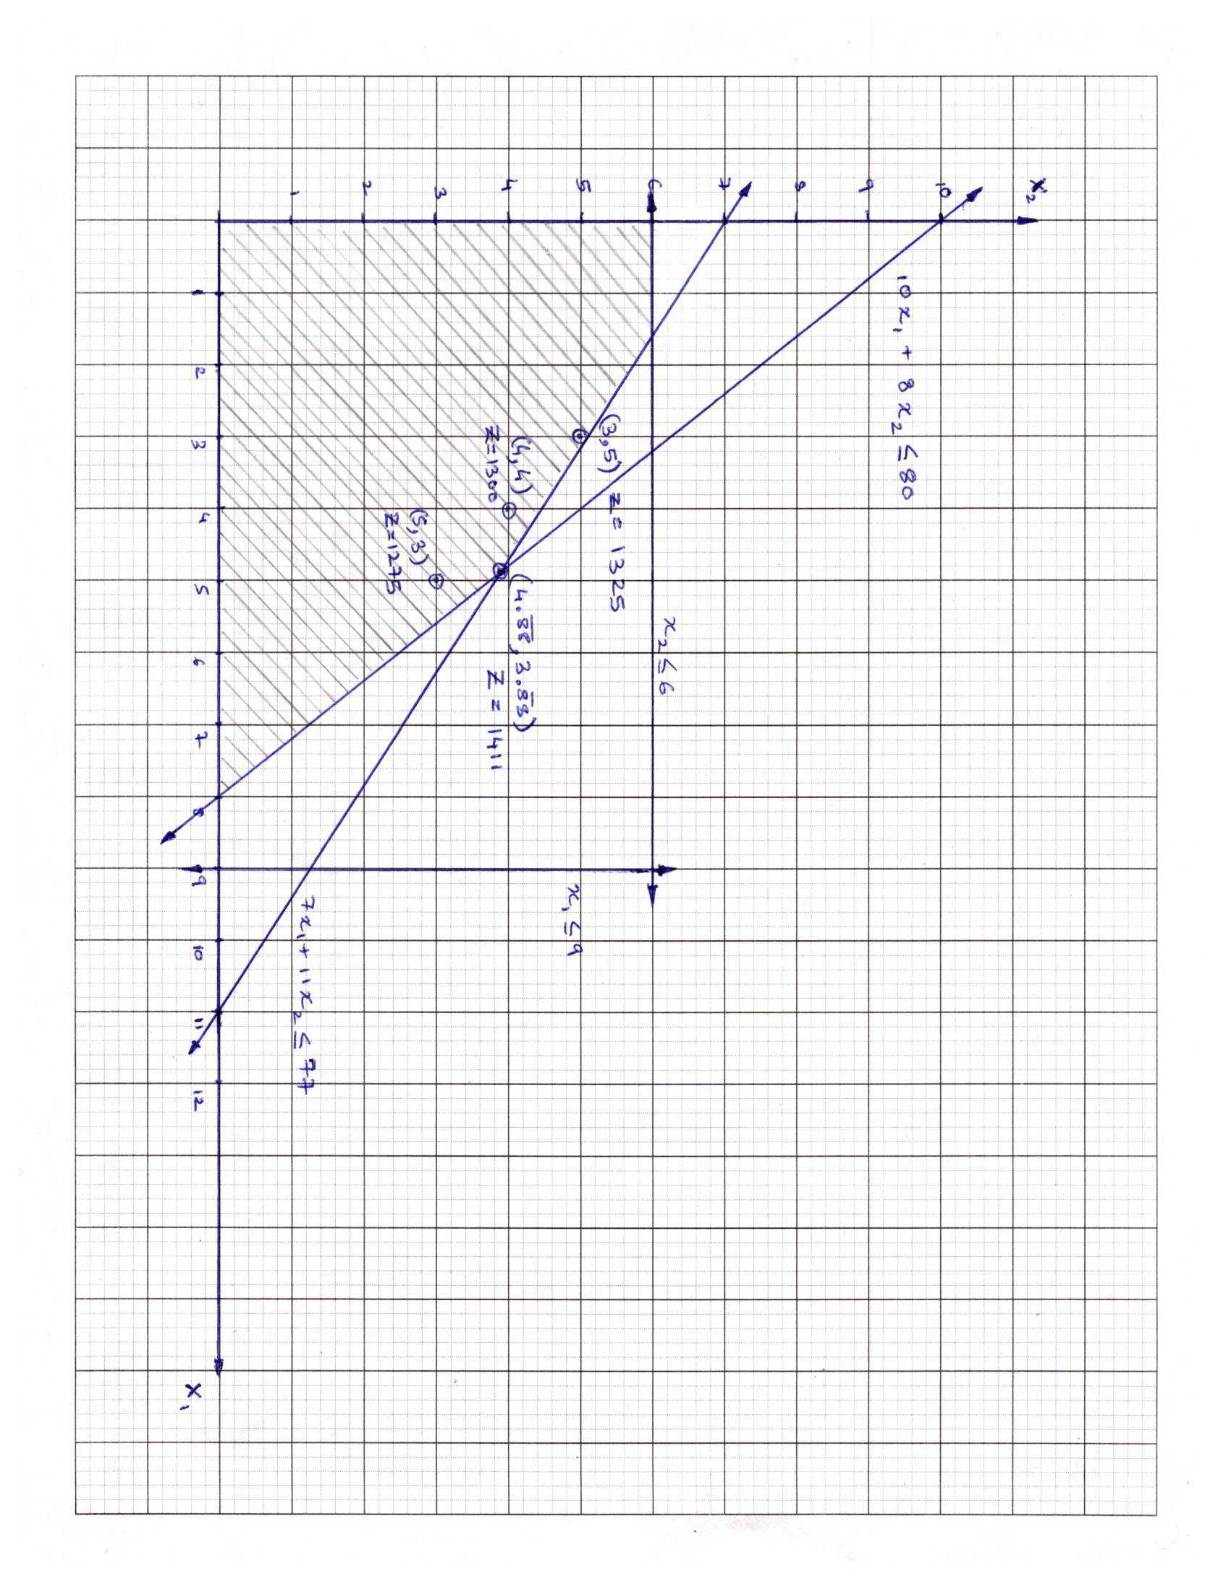 X₂
10
9
8
7
6
5
4
3
2
1
10x₁ + 8x₂ ≤ 80
x₂ ≤ 6
(3,5) Z = 1325
(4,4)
Z=1300
(4.88, 3.88)
Z = 1411
(5,3)
Z=1275
x₁ ≤ 9
7x₁ + 11x₂ ≤ 77
1
2
3
4
5
6
7
8
9
10
11
12
X₁